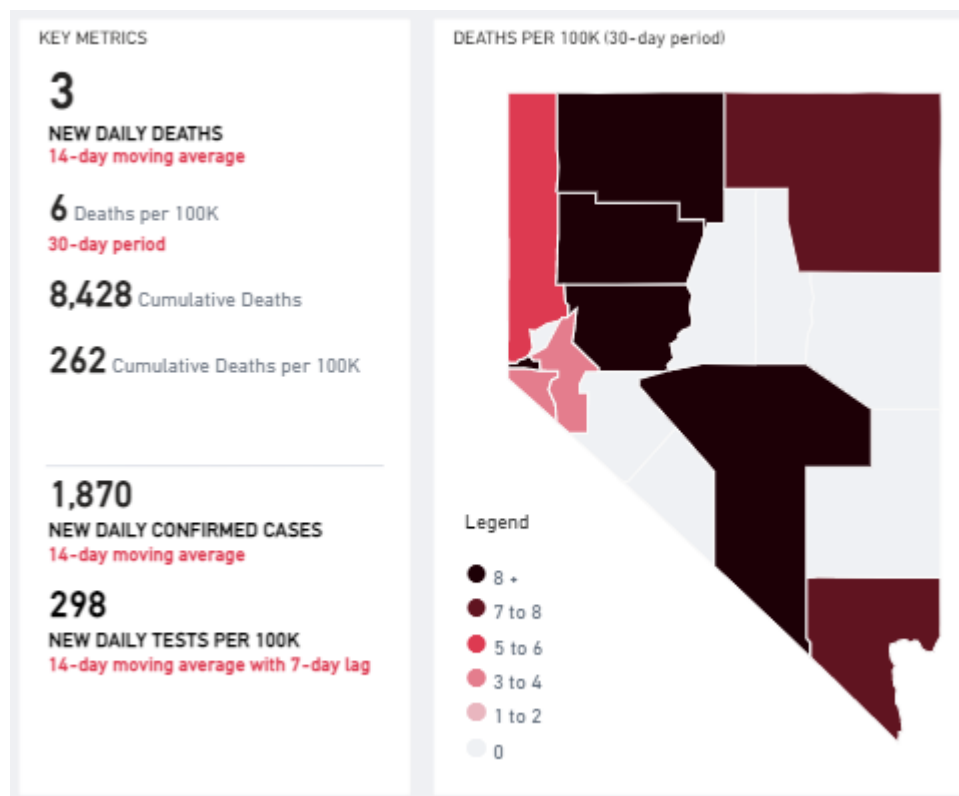 KEY METRICS
3
NEW DAILY DEATHS
14-day moving average
6 Deaths per 100K
30-day period
8,428 Cumulative Deaths
262 Cumulative Deaths per 100K
1,870
NEW DAILY CONFIRMED CASES
14-day moving average
298
NEW DAILY TESTS PER 100K
14-day moving average with 7-day lag
DEATHS PER 100K (30-day period)
Legend
8 +
7 to 8
5 to 6
3 to 4
1 to 2
0